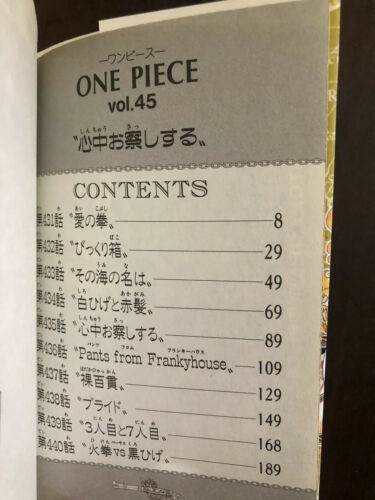 ―ワンピース―
ONE PIECE
vol.45
〝心中お察しする〟
CONTENTS
第431話 〝愛の拳〟 8
第432話 〝びっくり箱〟 29
第433話 〝その海の名は〟 49
第434話 〝白ひげと赤髪〟 69
第435話 〝心中お察しする〟 89
第436話 〝Pants from Frankyhouse〟 109
第437話 〝裸百貫〟 129
第438話 〝プライド〟 149
第439話 〝3人目と7人目〟 168
第440話 〝火拳vs黒ひげ〟 189